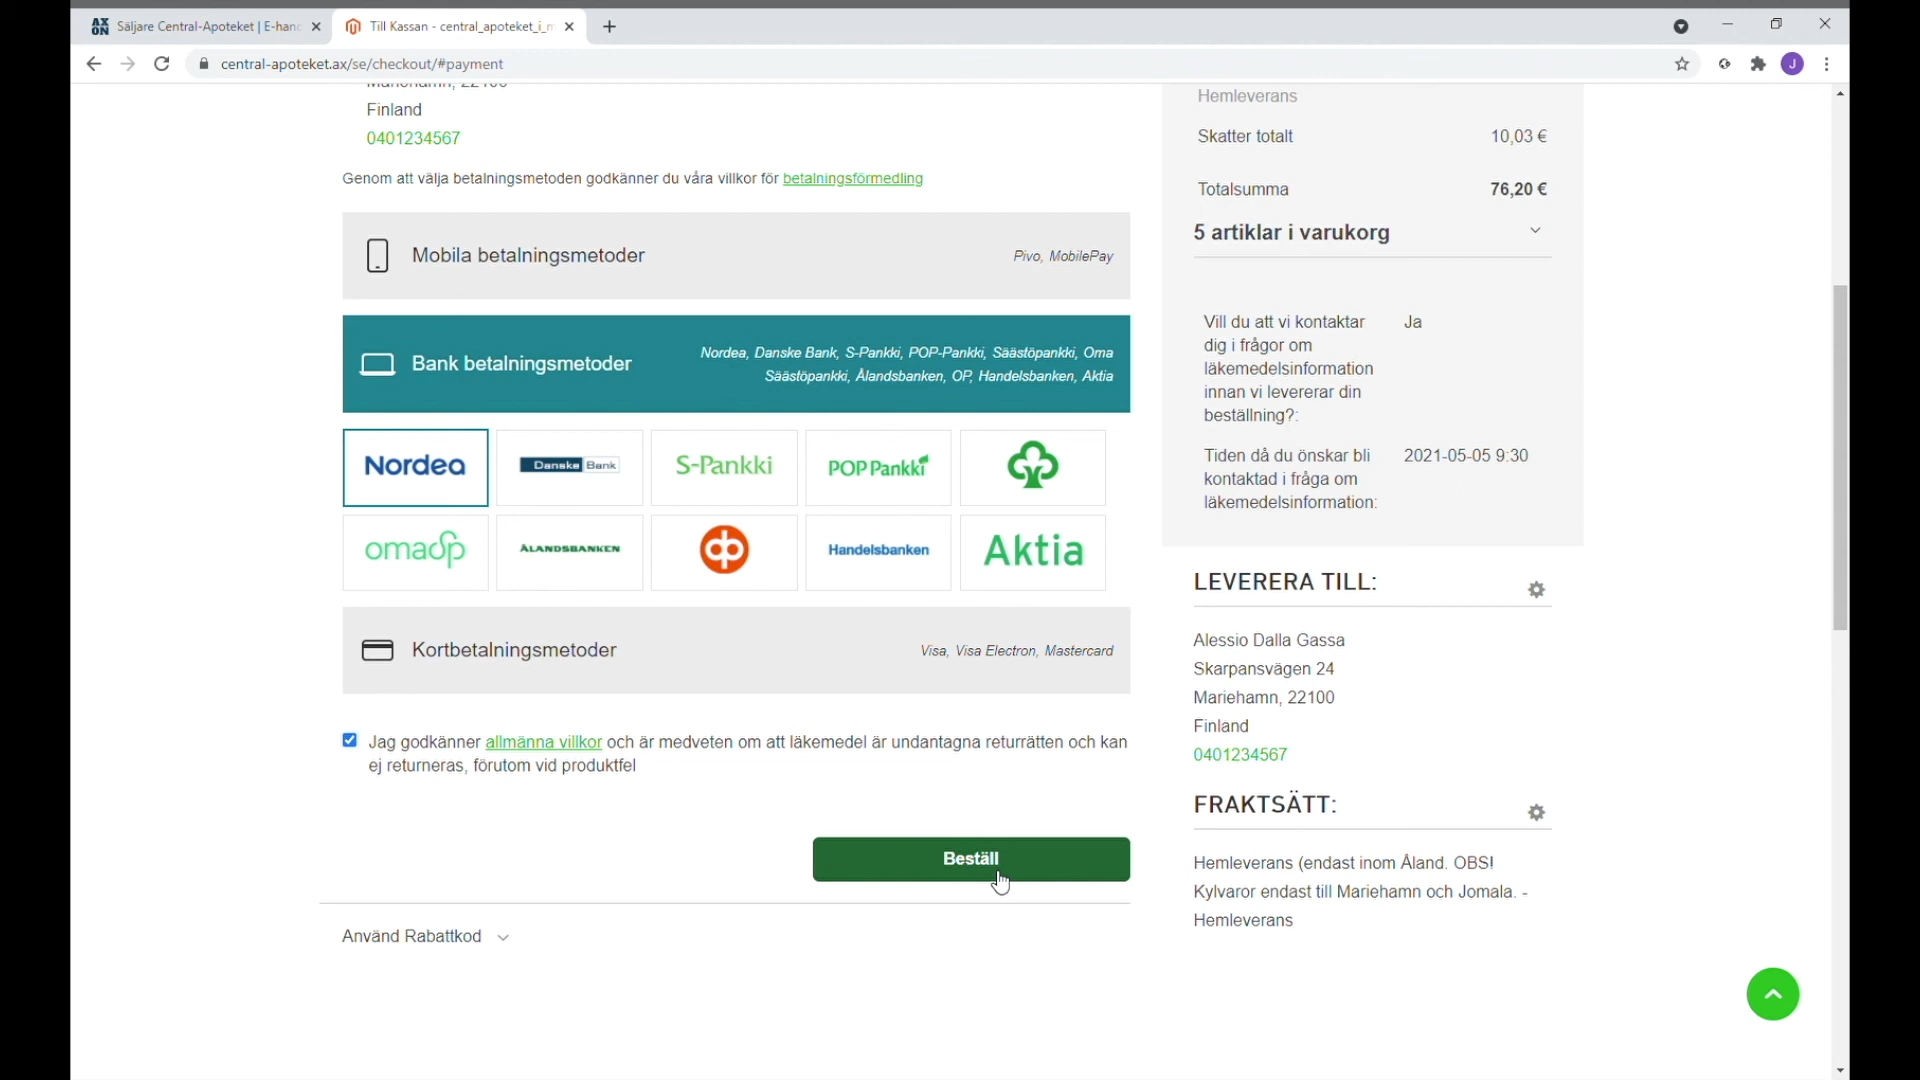 Säljare Central-Apoteket | E-han
Till Kassan - central_apoteket_i_m
central-apoteket.ax/se/checkout/#payment
J
Mariehamn, 22100
Finland
0401234567
Genom att välja betalningsmetoden godkänner du våra villkor för betalningsförmedling
Mobila betalningsmetoder
Pivo, MobilePay
Bank betalningsmetoder
Nordea, Danske Bank, S-Pankki, POP-Pankki, Säästöpankki, Oma
Säästöpankki, Ålandsbanken, OP, Handelsbanken, Aktia
Nordea
Danske Bank
S-Pankki
POP Pankki
omasp
ÅLANDSBANKEN
op
Handelsbanken
Aktia
Kortbetalningsmetoder
Visa, Visa Electron, Mastercard
Jag godkänner allmänna villkor och är medveten om att läkemedel är undantagna returrätten och kan
ej returneras, förutom vid produktfel
Beställ
Använd Rabattkod
Hemleverans
Skatter totalt
10,03 €
Totalsumma
76,20 €
5 artiklar i varukorg
Vill du att vi kontaktar
dig i frågor om
läkemedelsinformation
innan vi levererar din
beställning?:
Ja
Tiden då du önskar bli
kontaktad i fråga om
läkemedelsinformation:
2021-05-05 9:30
LEVERERA TILL:
Alessio Dalla Gassa
Skarpansvägen 24
Mariehamn, 22100
Finland
0401234567
FRAKTSÄTT:
Hemleverans (endast inom Åland. OBS!
Kylvaror endast till Mariehamn och Jomala. -
Hemleverans